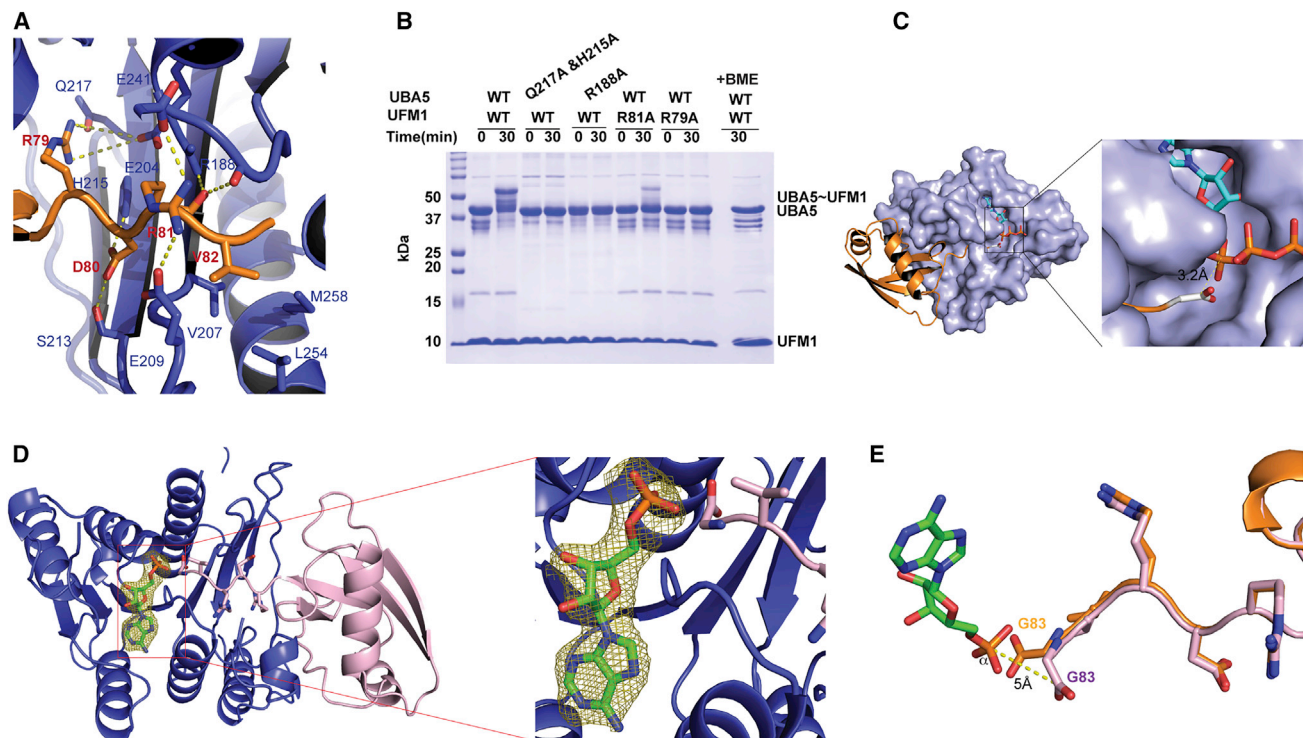 A
Q217
E241
R79
E204
R188
H215
R81
D80
V82
M258
S213
V207
L254
E209
B
Q217A &H215A
R188A
+BME
UBA5 WT WT WT WT
UFM1 WT WT WT R81A R79A WT
Time(min) 0 30 0 30 0 30 0 30 0 30 30
50
37
25
20
15
10
kDa
UBA5~UFM1
UBA5
UFM1
C
3.2Å
D
E
G83
α
5Å
G83